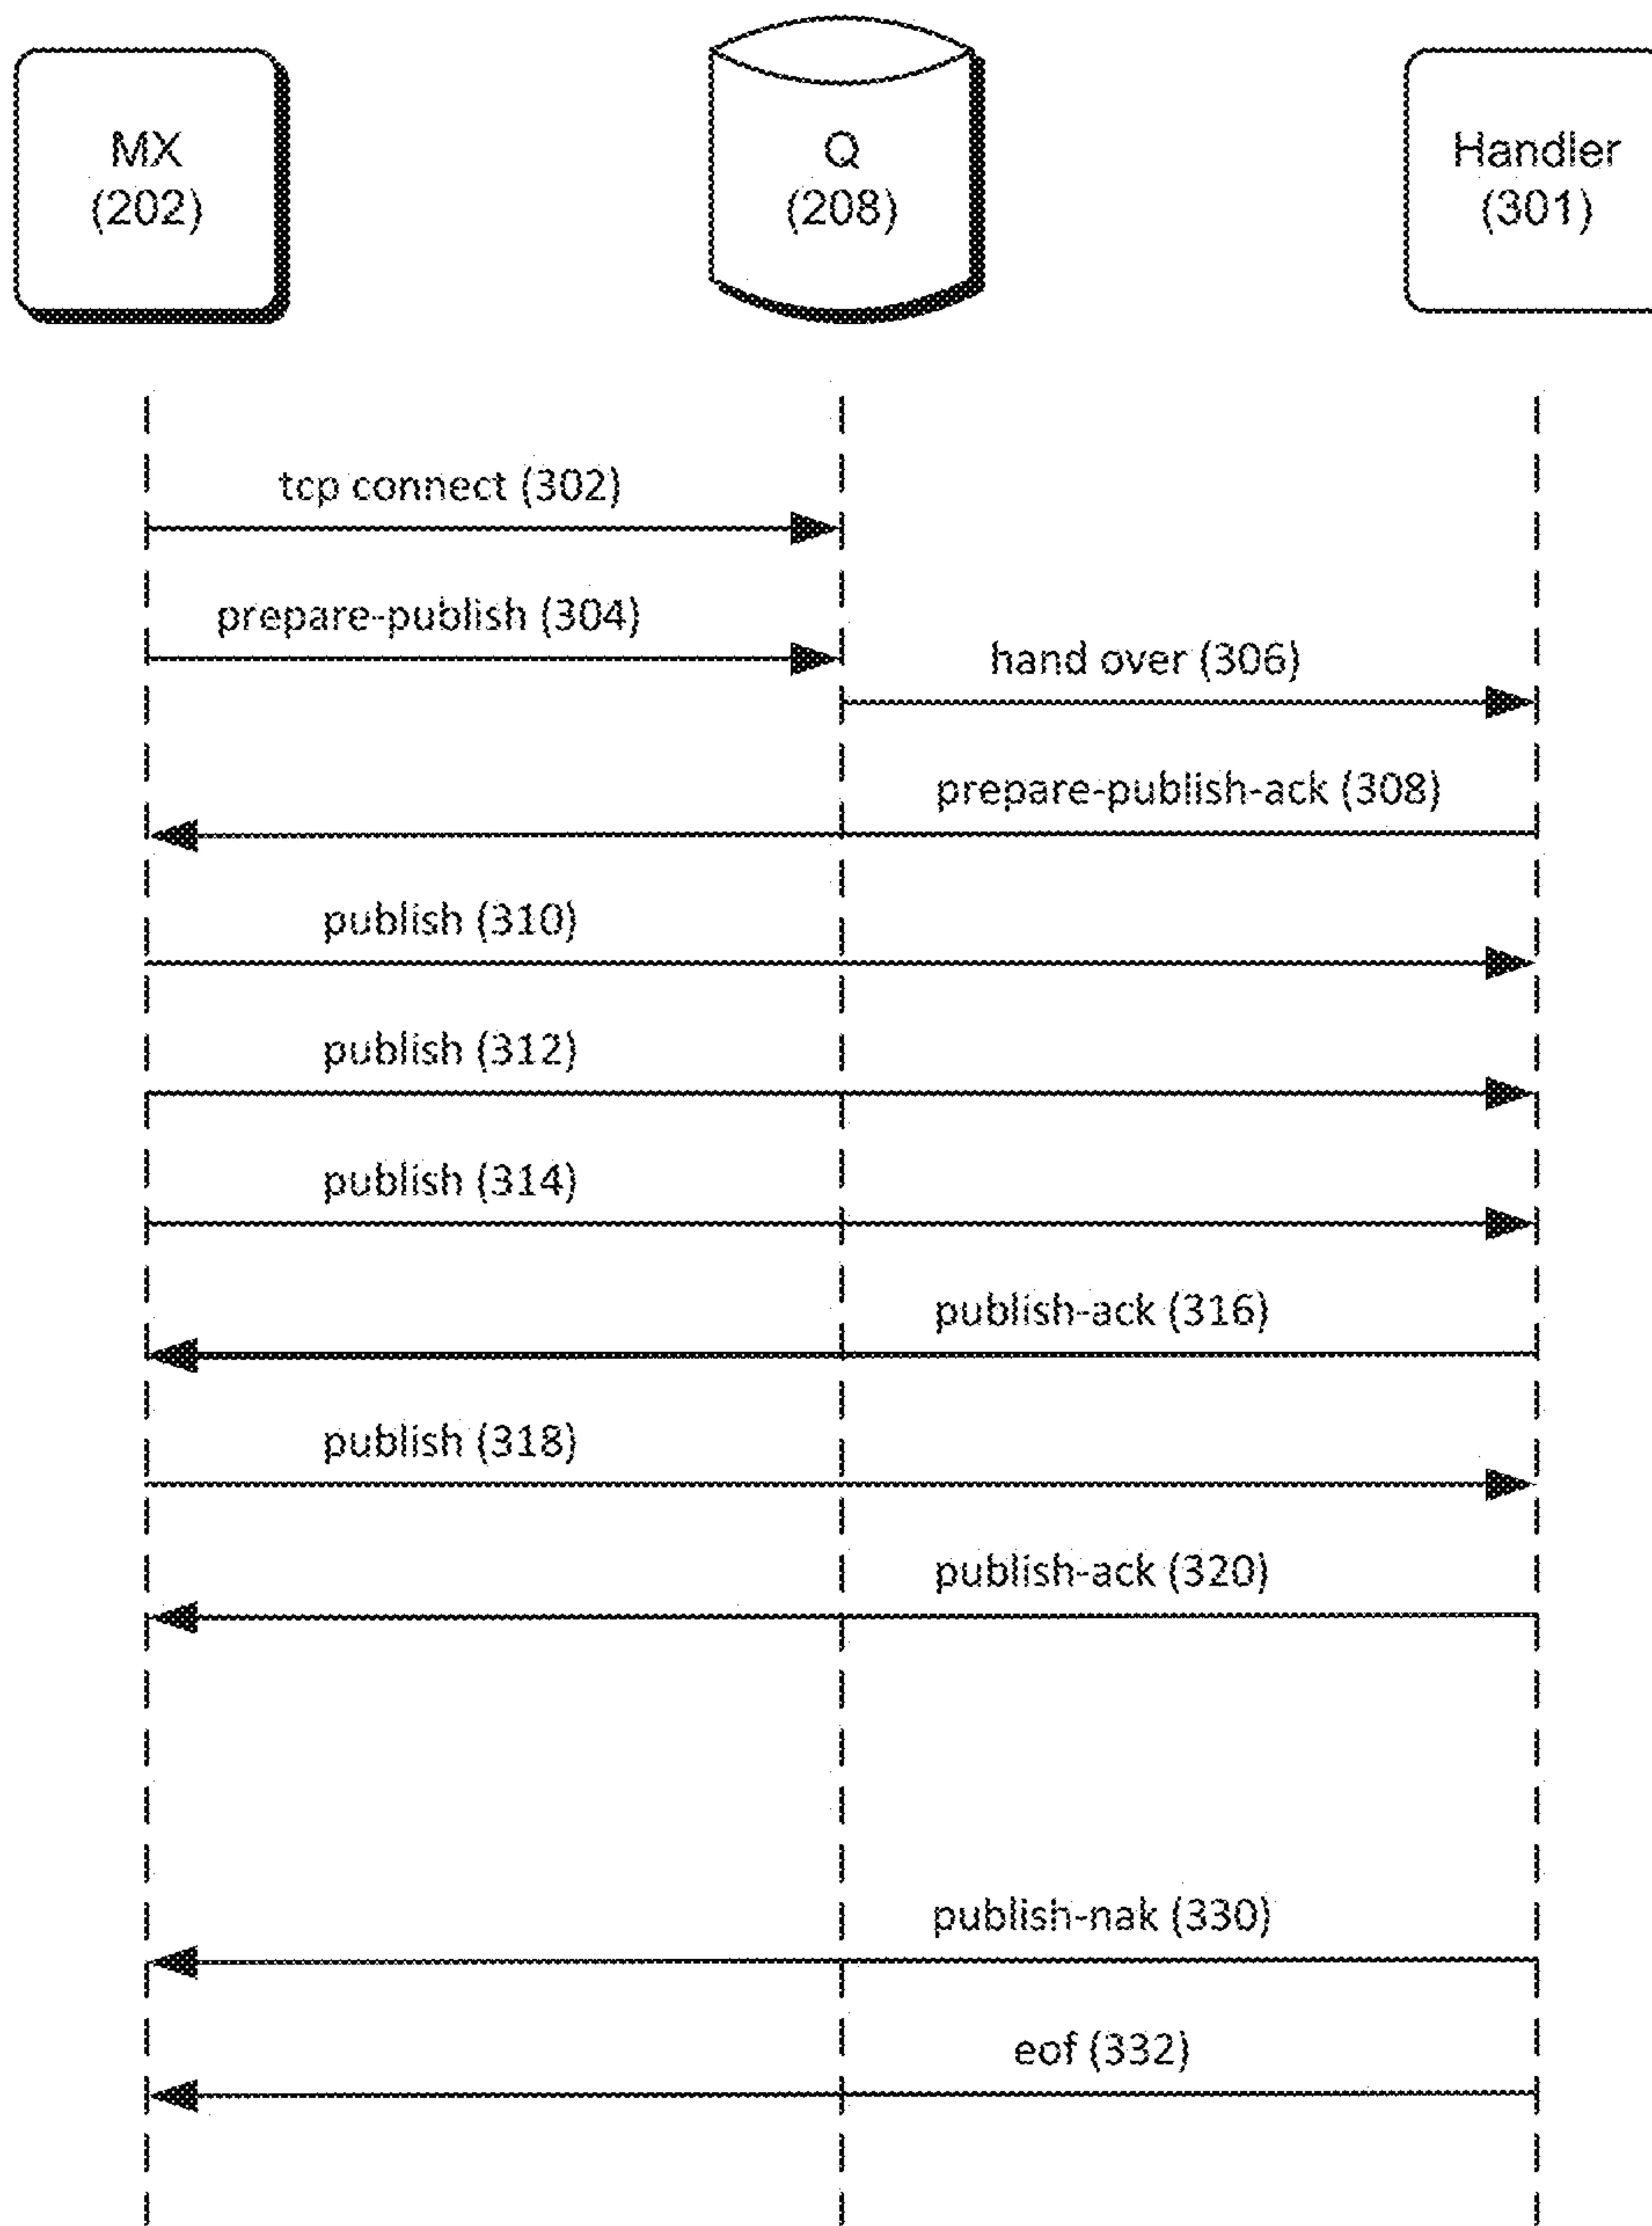 MX
(202)
Q
(208)
Handler
(301)
tcp connect (302)
prepare-publish (304)
hand over (306)
prepare-publish-ack (308)
publish (310)
publish (312)
publish (314)
publish-ack (316)
publish (318)
publish-ack (320)
publish-nak (330)
eof (332)